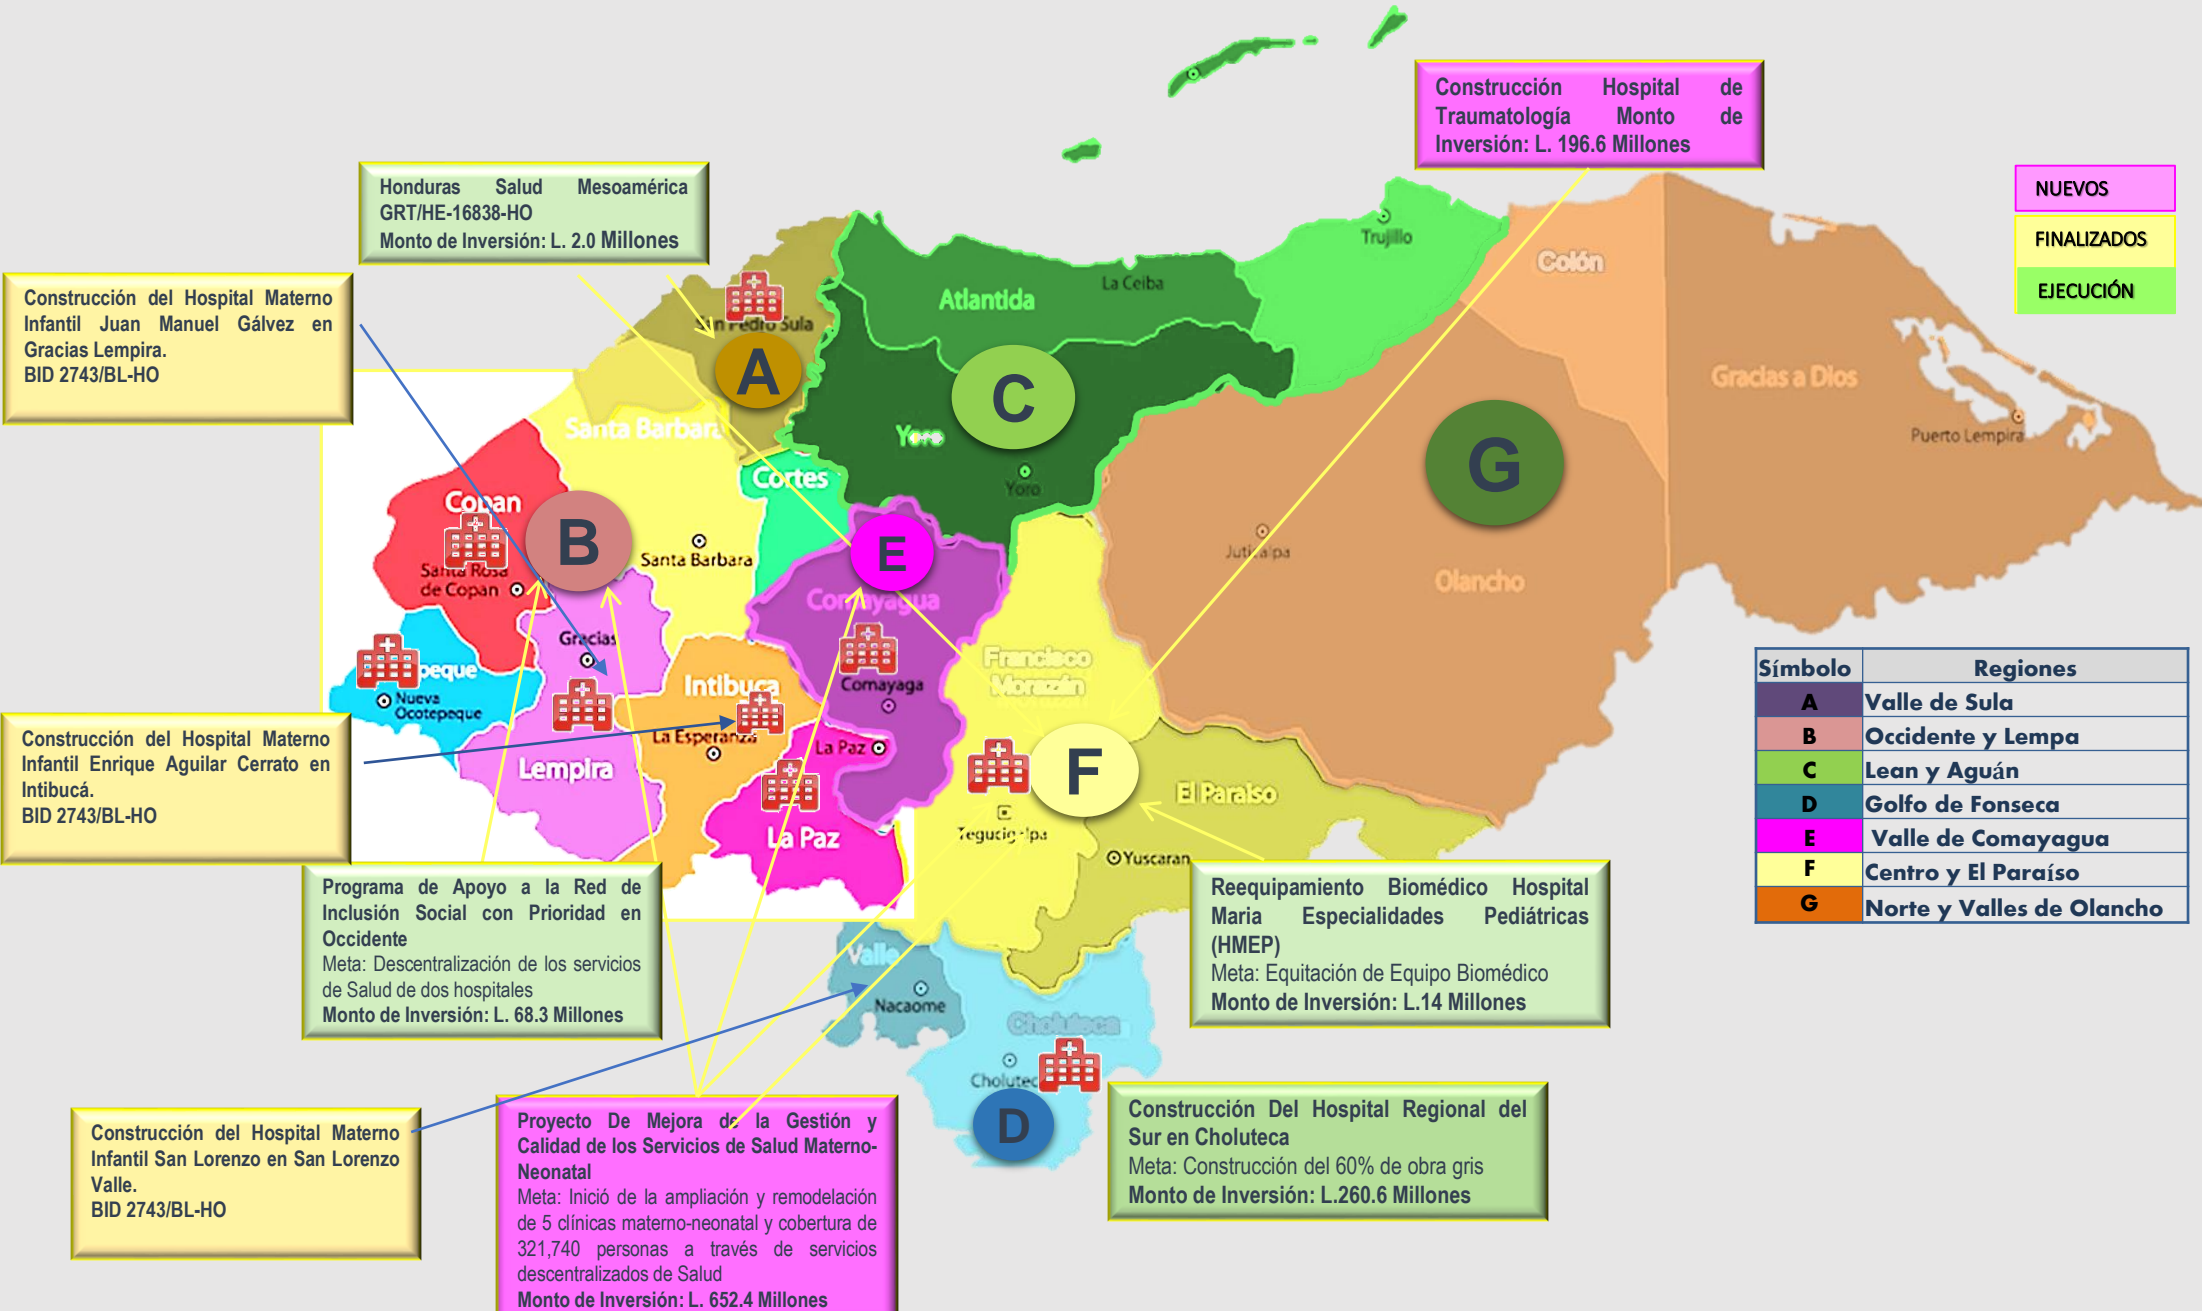 Construcción Hospital de
Traumatología Monto de
Inversión: L. 196.6 Millones
Honduras Salud Mesoamérica
GRT/HE-16838-HO
Monto de Inversión: L. 2.0 Millones
NUEVOS
FINALIZADOS
EJECUCIÓN
Construcción del Hospital Materno
Infantil Juan Manuel Gálvez en
Gracias Lempira.
BID 2743/BL-HO
Trujillo
Colón
La Ceiba
Atlantida
San Pedro Sula
A
C
Gracias a Dios
Puerto Lempira
Santa Barbara
Yoro
Yoro
G
Cortes
Copan
B
E
Santa Barbara
Juticalpa
Santa Rosa
de Copan
Olancho
Comayagua
Gracias
Francisco
Morazán
peque
Nueva
Ocotepeque
Intibuca
Comayaga
La Esperanza
La Paz
Lempira
F
El Paraiso
Tegucigalpa
La Paz
Yuscaran
Símbolo Regiones
A Valle de Sula
B Occidente y Lempa
C Lean y Aguán
D Golfo de Fonseca
E Valle de Comayagua
F Centro y El Paraíso
G Norte y Valles de Olancho
Construcción del Hospital Materno
Infantil Enrique Aguilar Cerrato en
Intibucá.
BID 2743/BL-HO
Programa de Apoyo a la Red de
Inclusión Social con Prioridad en
Occidente
Meta: Descentralización de los servicios
de Salud de dos hospitales
Monto de Inversión: L. 68.3 Millones
Reequipamiento Biomédico Hospital
Maria Especialidades Pediátricas
(HMEP)
Meta: Equitación de Equipo Biomédico
Monto de Inversión: L.14 Millones
Valle
Nacaome
Choluteca
Cholutec
D
Construcción del Hospital Materno
Infantil San Lorenzo en San Lorenzo
Valle.
BID 2743/BL-HO
Proyecto De Mejora de la Gestión y
Calidad de los Servicios de Salud Materno-
Neonatal
Meta: Inició de la ampliación y remodelación
de 5 clínicas materno-neonatal y cobertura de
321,740 personas a través de servicios
descentralizados de Salud
Monto de Inversión: L. 652.4 Millones
Construcción Del Hospital Regional del
Sur en Choluteca
Meta: Construcción del 60% de obra gris
Monto de Inversión: L.260.6 Millones